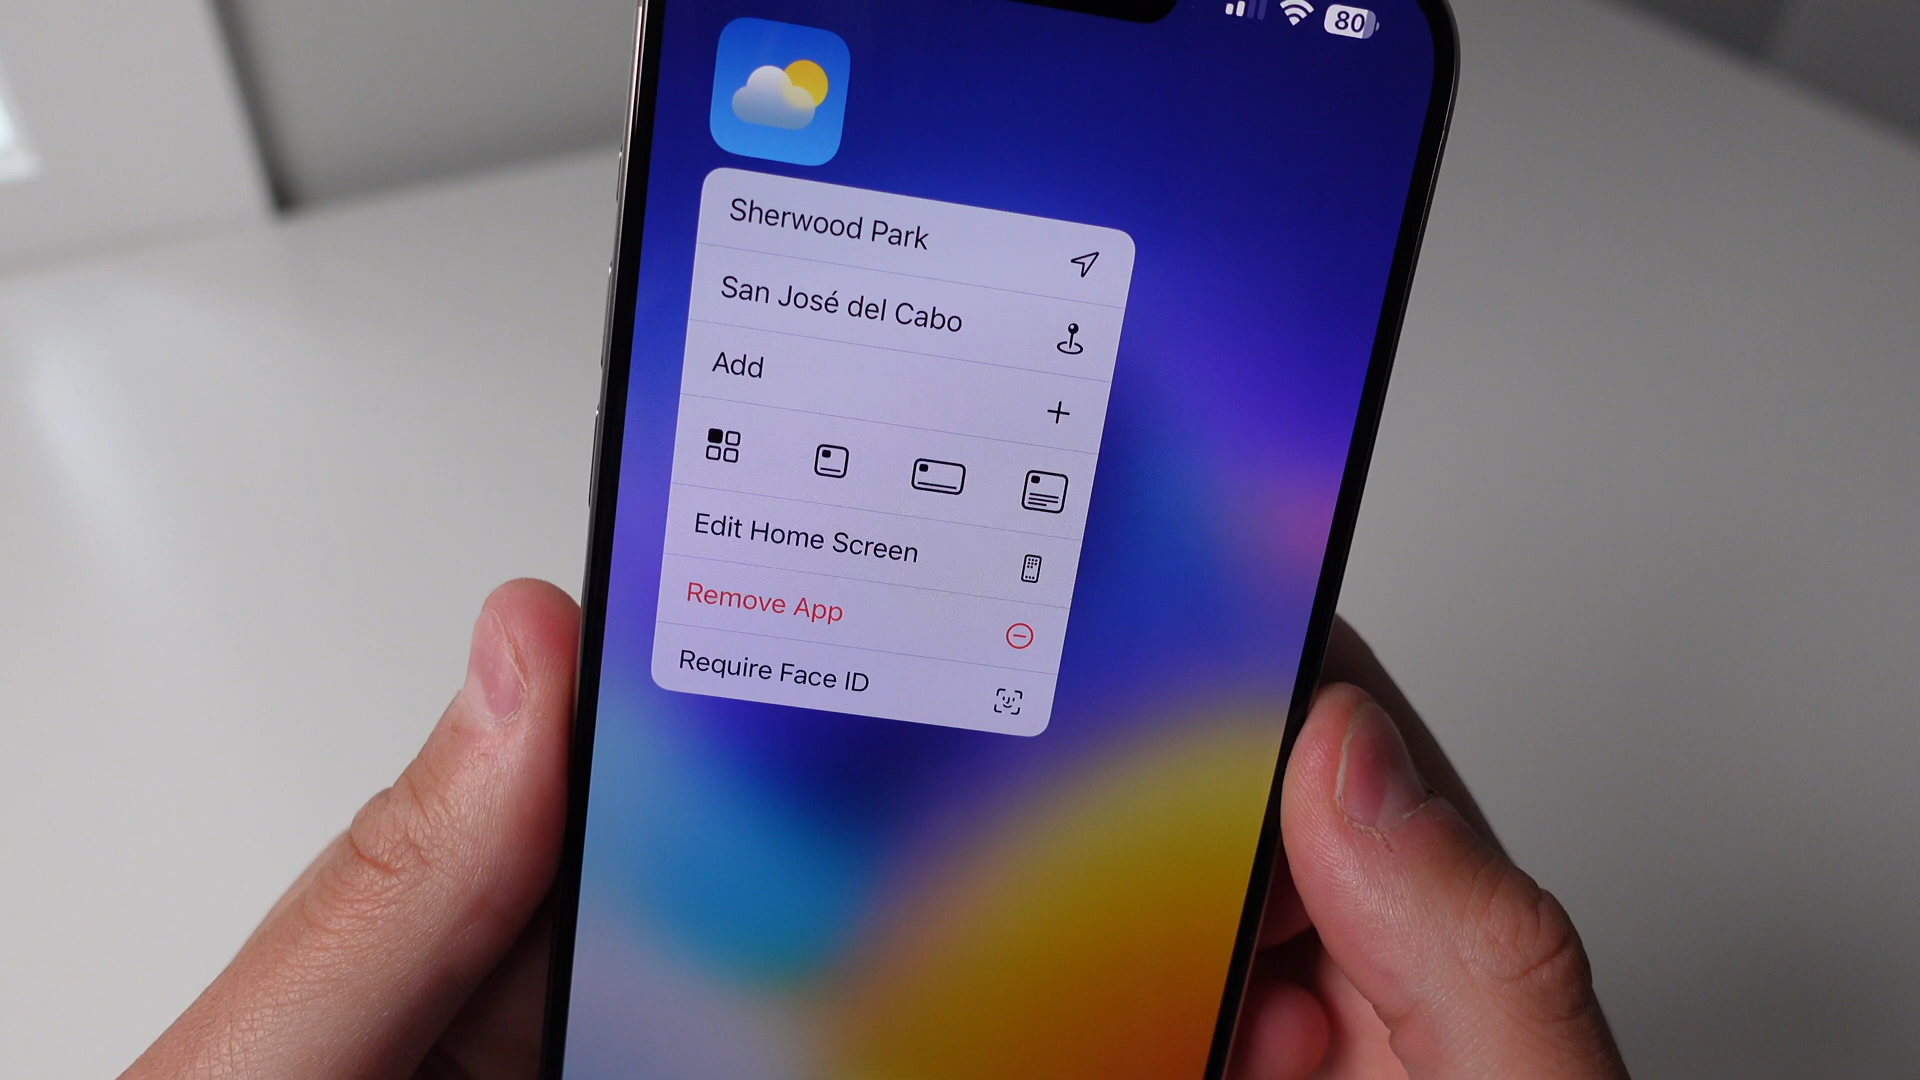 80
Sherwood Park
San José del Cabo
Add
Edit Home Screen
Remove App
Require Face ID